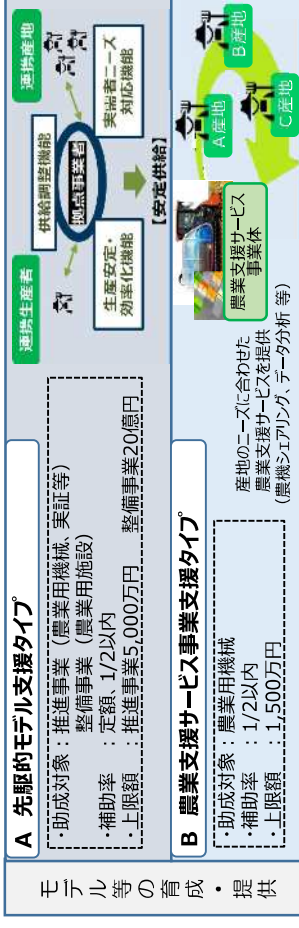 モデル等の育成・提供
A 先駆的モデル支援タイプ
・助成対象：推進事業（農業用機械、実証等）
整備事業（農業用施設）
・補助率 ：定額、1/2以内
・上限額 ：推進事業5,000万円 整備事業20億円
連携生産者
連携産地
供給調整機能
拠点事業者
生産安定・
効率化機能
実需者ニーズ
対応機能
【安定供給】
B 農業支援サービス事業支援タイプ
・助成対象：農業用機械
・補助率 ：1/2以内
・上限額 ：1,500万円
産地のニーズに合わせた
農業支援サービスを提供
（農機シェアリング、データ分析 等）
農業支援サービス
事業体
A産地
B産地
C産地